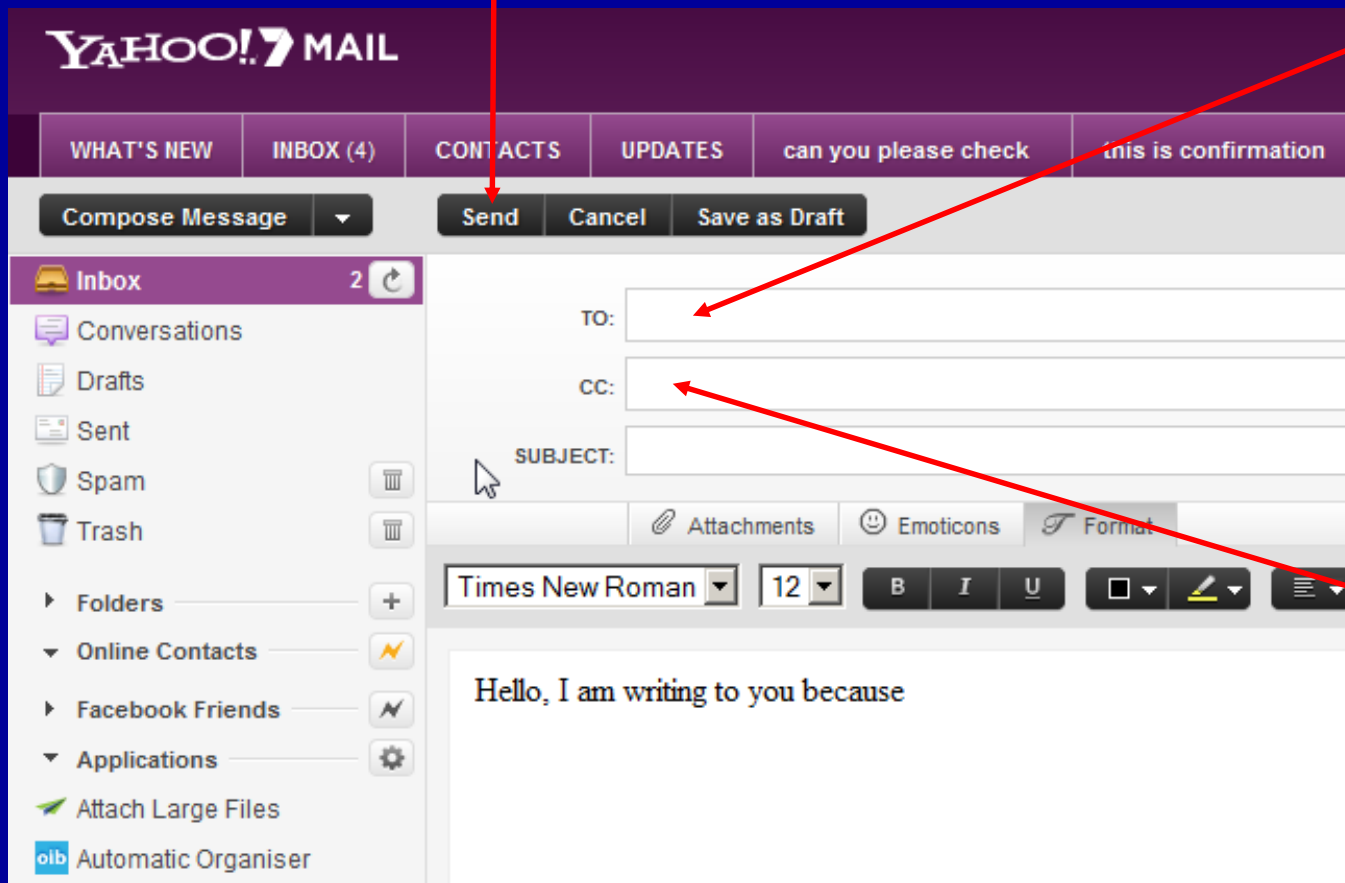 YAHOO!7 MAIL
WHAT'S NEW INBOX (4) CONTACTS UPDATES can you please check this is confirmation
Compose Message Send Cancel Save as Draft
Inbox 2
Conversations
Drafts
Sent
Spam
Trash
Folders
Online Contacts
Facebook Friends
Applications
Attach Large Files
oib Automatic Organiser
TO:
CC:
SUBJECT:
Attachments Emoticons Format
Times New Roman 12 B I U
Hello, I am writing to you because